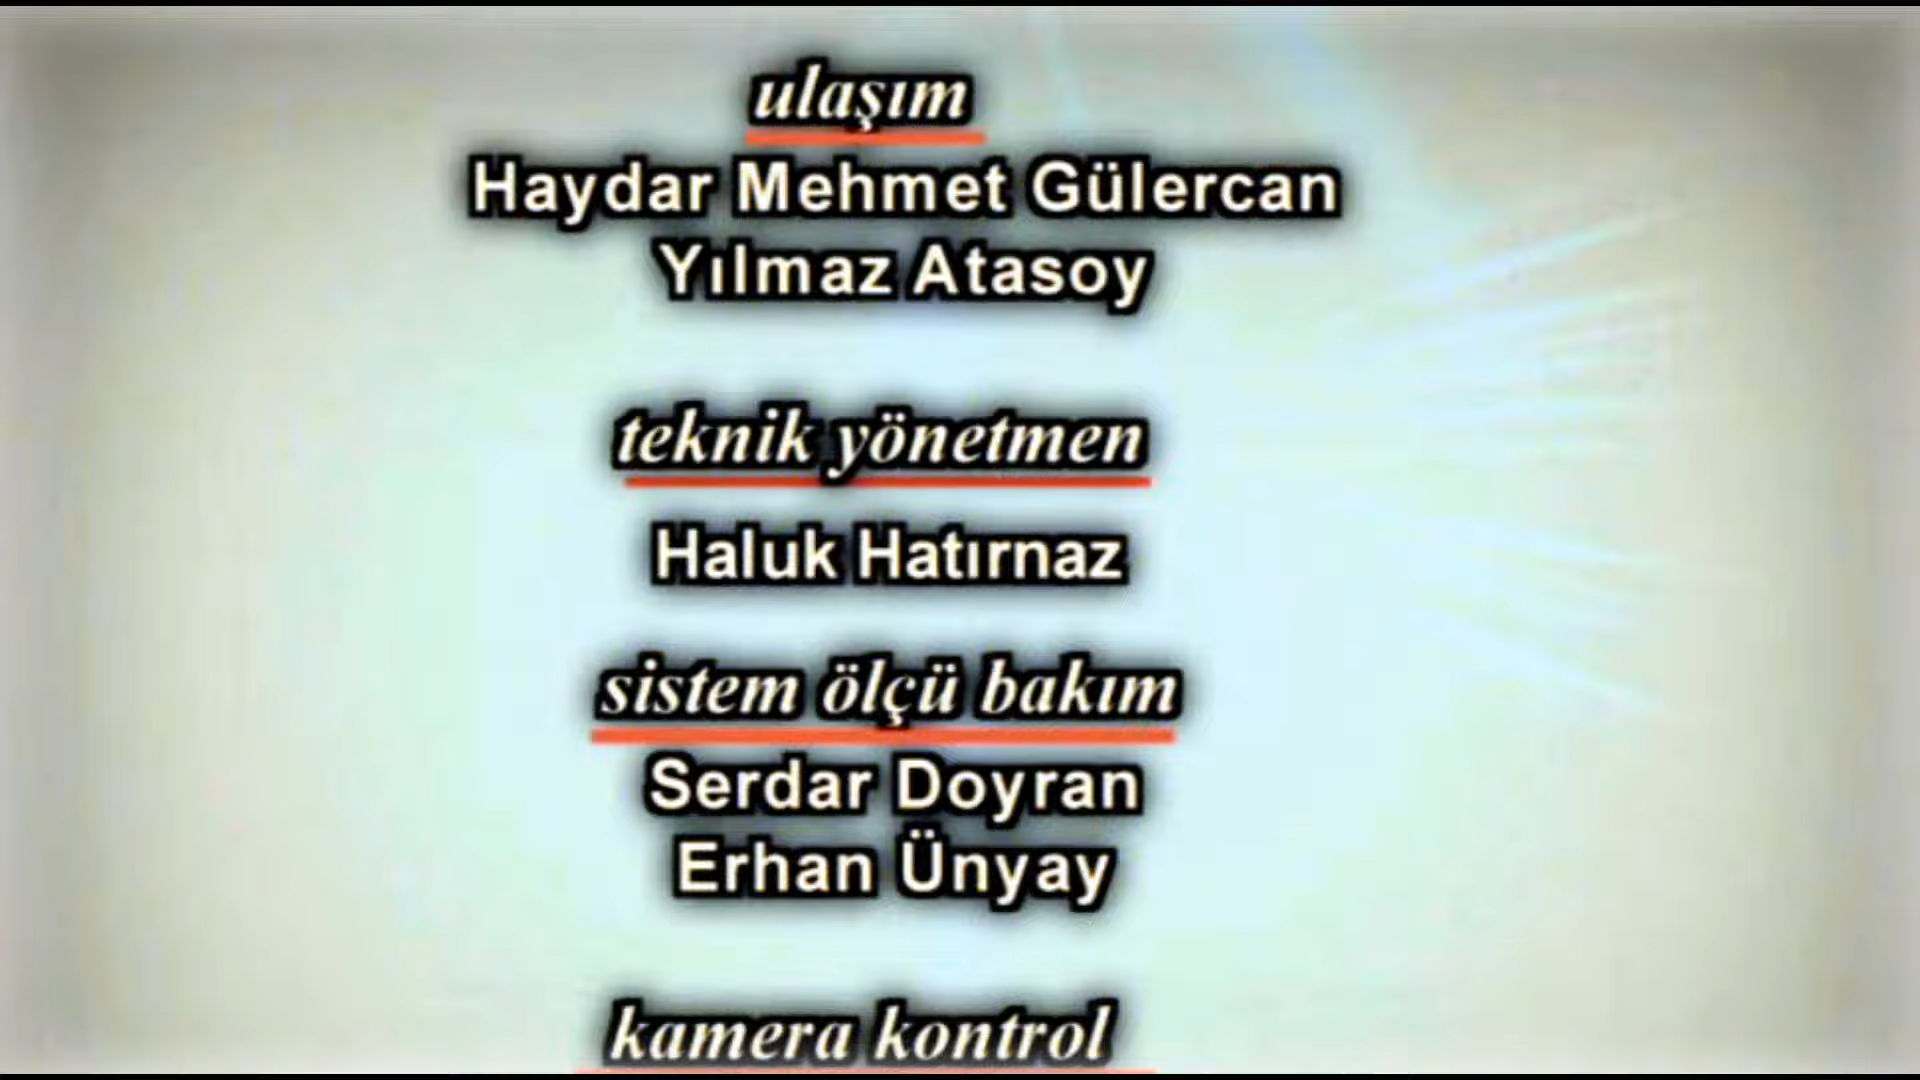 ulaşım
Haydar Mehmet Gülercan
Yılmaz Atasoy
teknik yönetmen
Haluk Hatırnaz
sistem ölçü bakım
Serdar Doyran
Erhan Ünyay
kamera kontrol